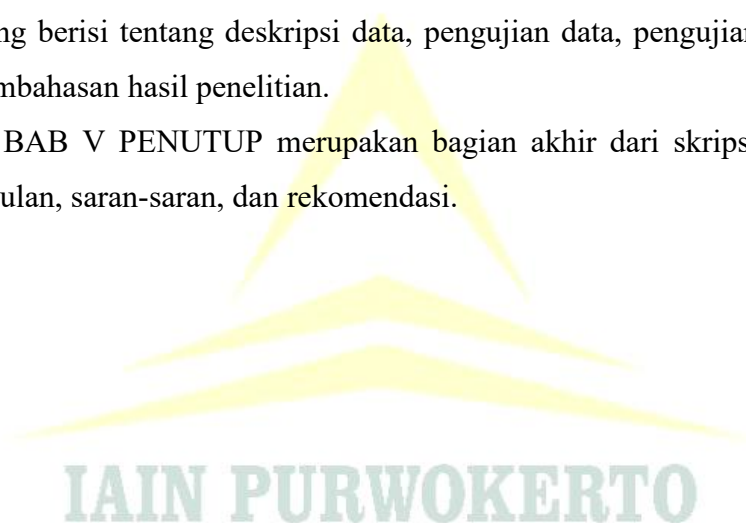 ng berisi tentang deskripsi data, pengujian data, pengujian
mbahasan hasil penelitian.
BAB V PENUTUP merupakan bagian akhir dari skrips
ulan, saran-saran, dan rekomendasi.
IAIN PURWOKERTO